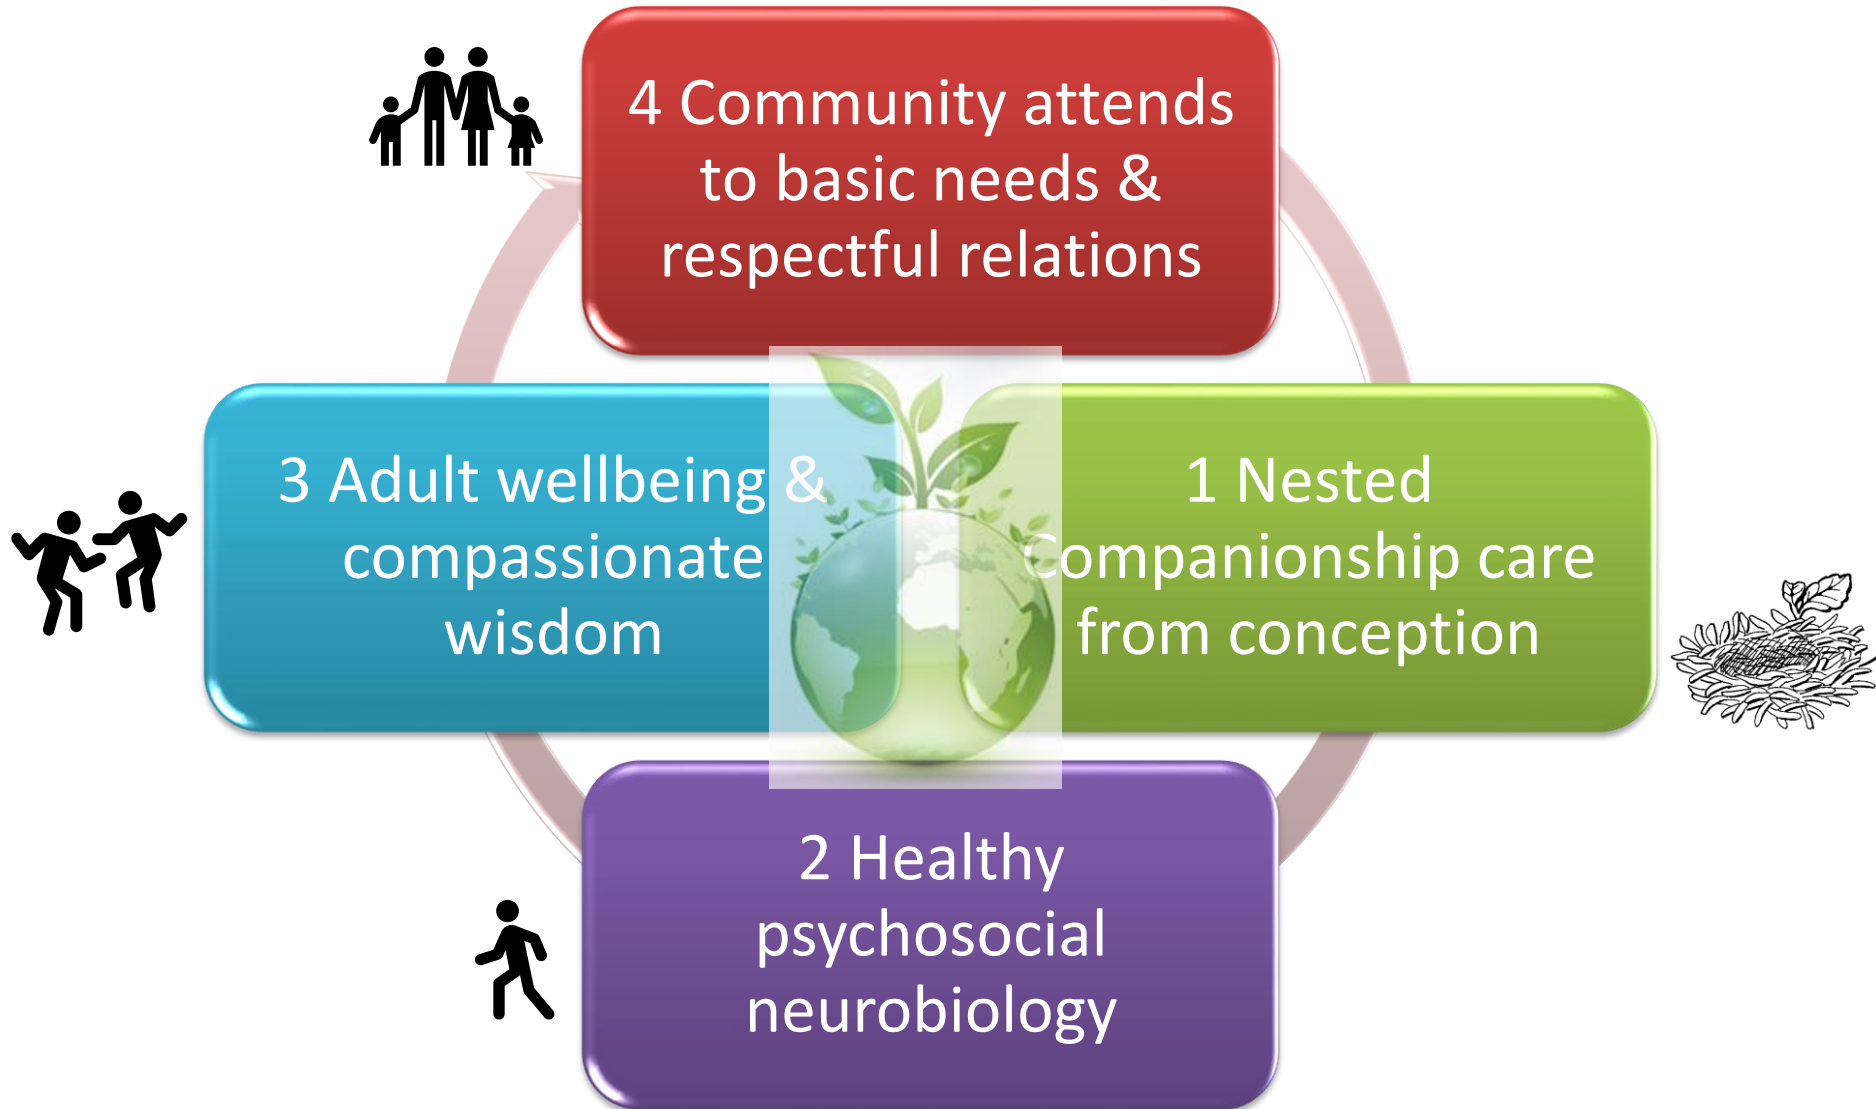 4 Community attends
to basic needs &
respectful relations
3 Adult wellbeing &
compassionate
wisdom
1 Nested
Companionship care
from conception
2 Healthy
psychosocial
neurobiology